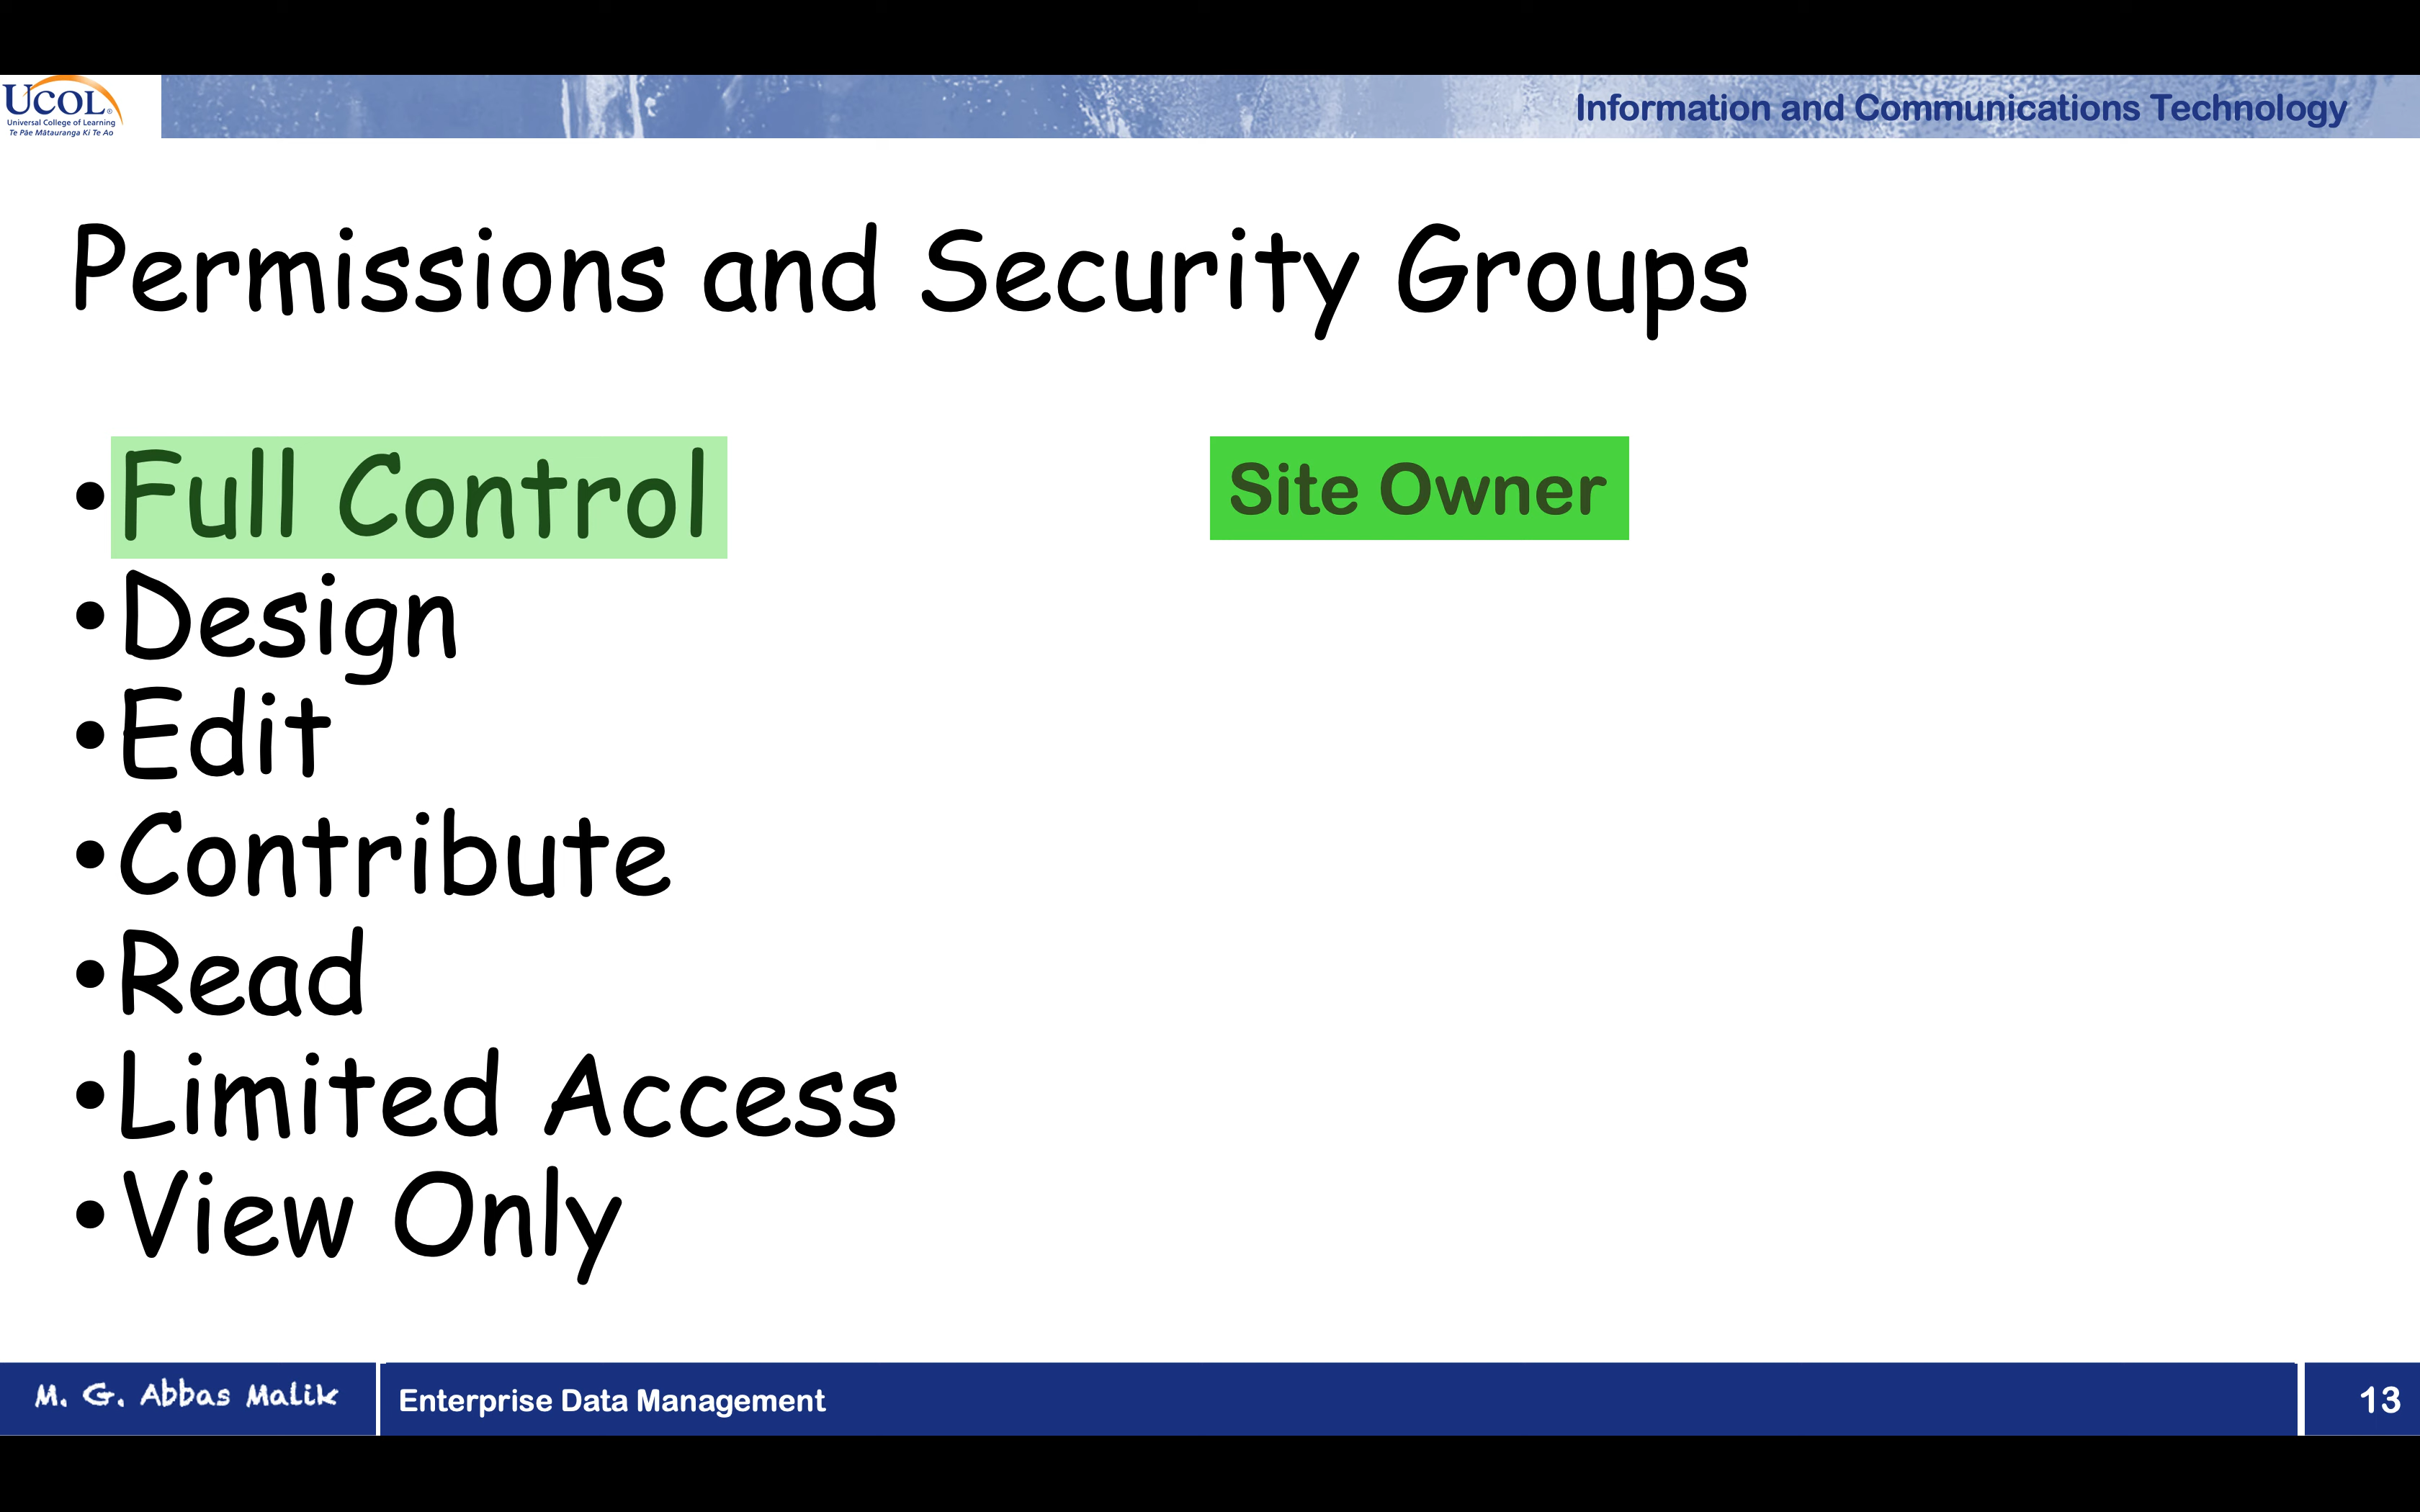 UCOL®
Universal College of Learning
Te Pāe Mātauranga Ki Te Ao
Information and Communications Technology
Permissions and Security Groups
•Full Control
Site Owner
•Design
•Edit
•Contribute
•Read
•Limited Access
•View Only
M. G. Abbas Malik
Enterprise Data Management
13